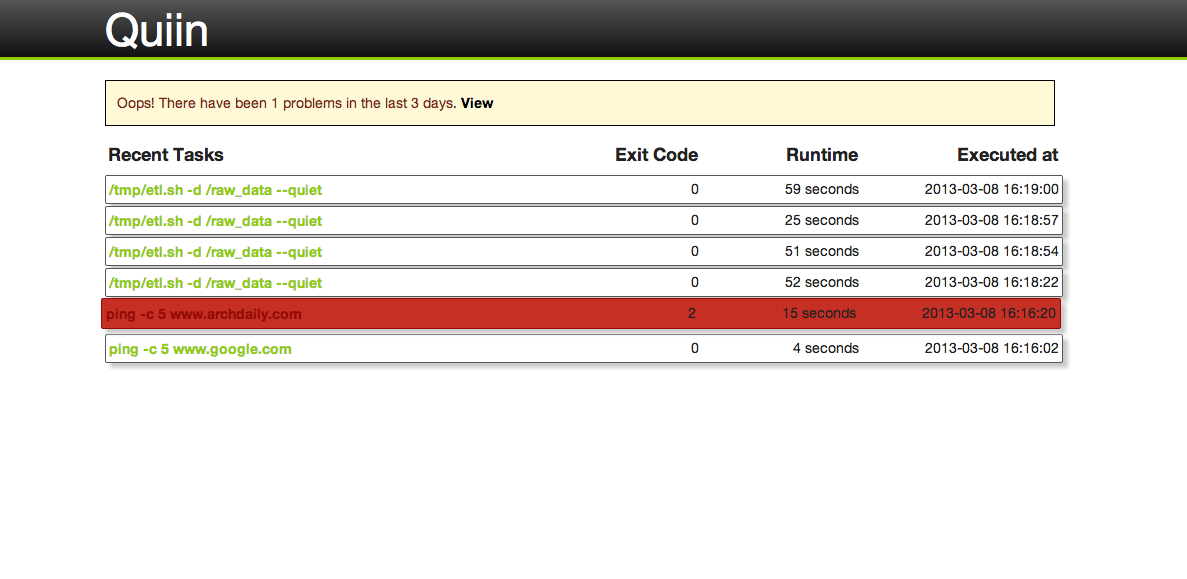 Quiin
Oops! There have been 1 problems in the last 3 days. View
Recent Tasks Exit Code Runtime Executed at
/tmp/etl.sh -d /raw_data --quiet 0 59 seconds 2013-03-08 16:19:00
/tmp/etl.sh -d /raw_data --quiet 0 25 seconds 2013-03-08 16:18:57
/tmp/etl.sh -d /raw_data --quiet 0 51 seconds 2013-03-08 16:18:54
/tmp/etl.sh -d /raw_data --quiet 0 52 seconds 2013-03-08 16:18:22
ping -c 5 www.archdaily.com 2 15 seconds 2013-03-08 16:16:20
ping -c 5 www.google.com 0 4 seconds 2013-03-08 16:16:02